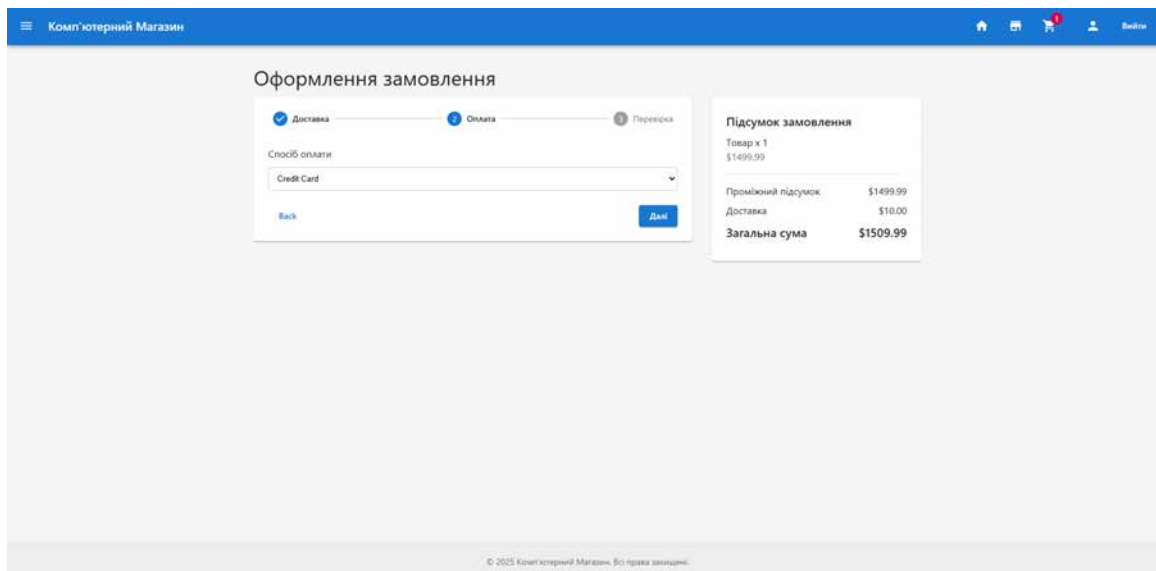 Комп'ютерний Магазин
1
Вийти
Оформлення замовлення
Доставка
2 Оплата
3 Перевірка
Спосіб оплати
Credit Card
Back
Далі
Підсумок замовлення
Товар x 1
$1499.99
Проміжний підсумок $1499.99
Доставка $10.00
Загальна сума $1509.99
© 2025 Комп'ютерний Магазин. Всі права захищені.